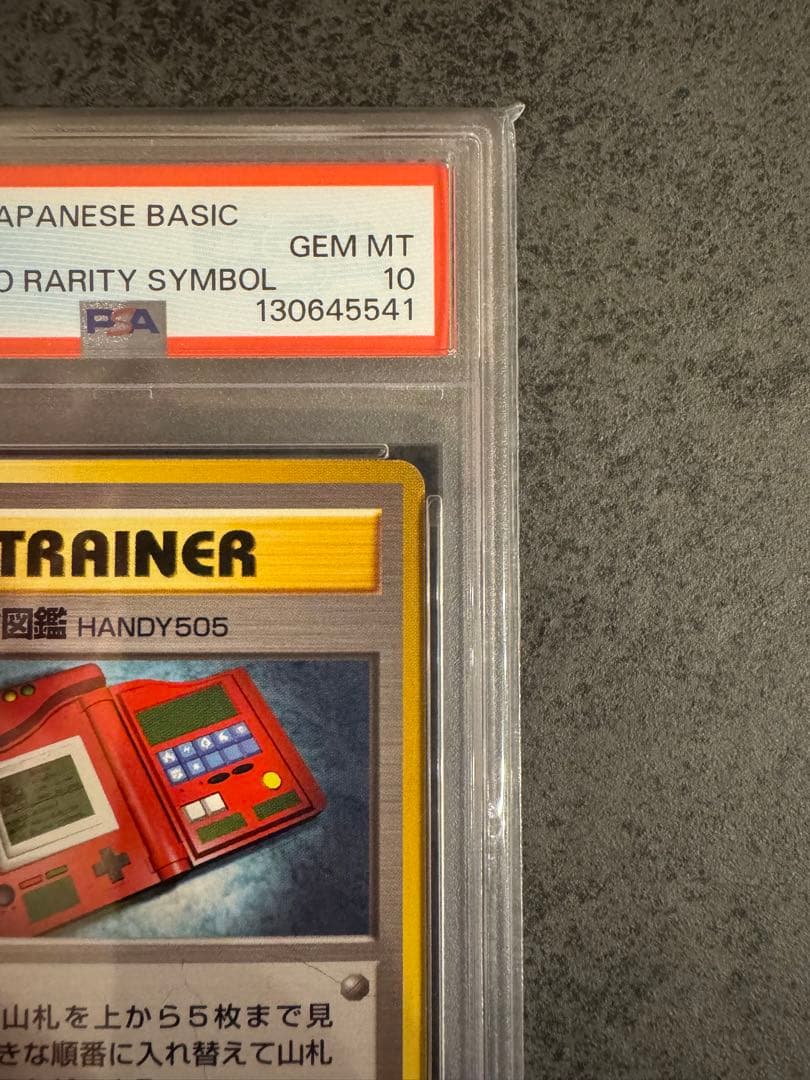 APANESE BASIC
GEM MT
O RARITY SYMBOL 10
PSA 130645541
TRAINER
図鑑 HANDY505
山札を上から5枚まで見
きな順番に入れ替えて山札